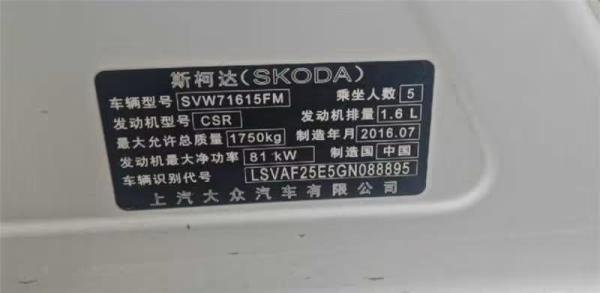 斯柯达(SKODA)
车辆型号 SVW71615FM 乘坐人数 5
发动机型号 CSR 发动机排量 1.6 L
最大允许总质量 1750kg 制造年月 2016.07
发动机最大净功率 81 kW 制造国 中国
车辆识别代号 LSVAF25E5GN088895
上汽大众汽车有限公司